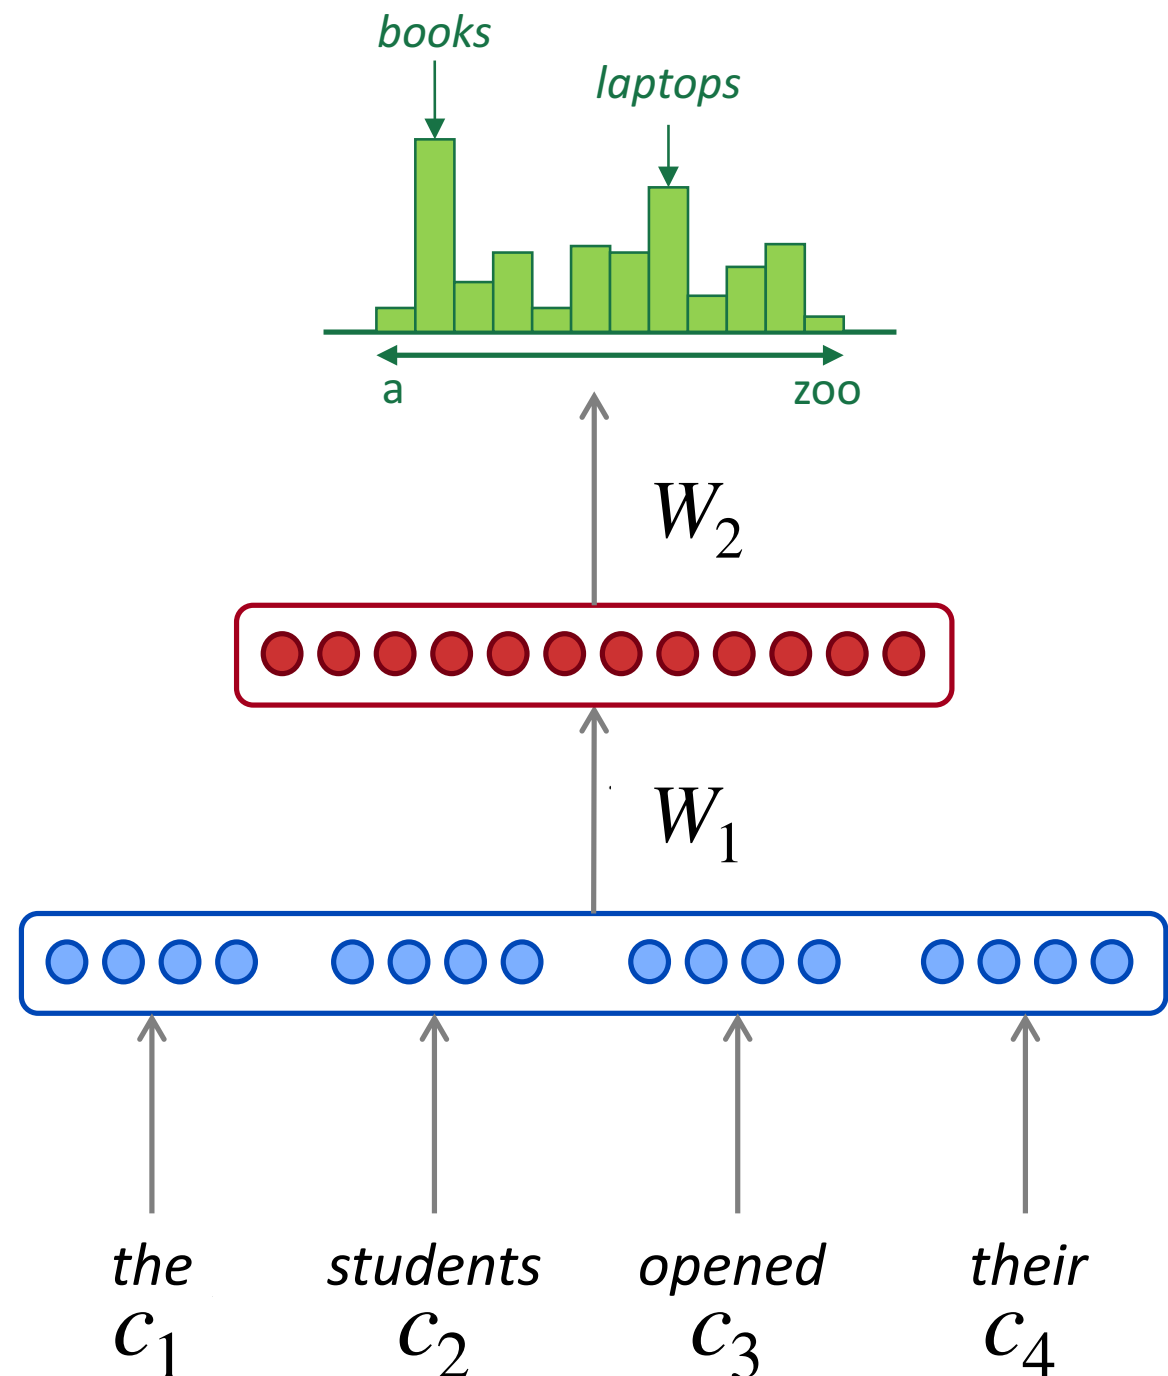 books
laptops
a zoo
W₂
W₁
the students opened their
c₁ c₂ c₃ c₄